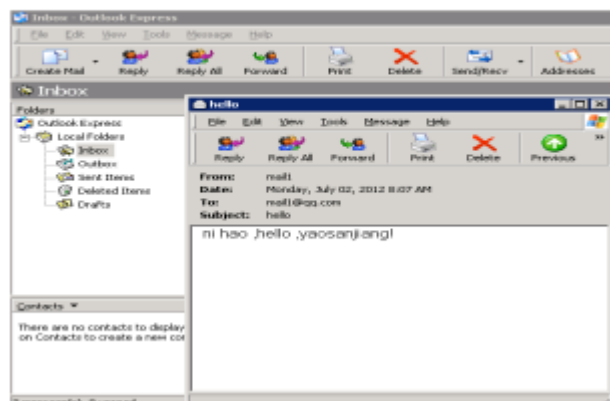 Inbox - Outlook Express
File Edit View Tools Message Help
Create Mail Reply Reply All Forward Print Delete Send/Recv Addresses
Inbox
Folders
Outlook Express
Local Folders
Inbox
Outbox
Sent Items
Deleted Items
Drafts
Contacts
There are no contacts to display
on Contacts to create a new con
hello
File Edit View Tools Message Help
Reply Reply All Forward Print Delete Previous
From: mail1
Date: Monday, July 02, 2012 8:07 AM
To: mail1@qq.com
Subject: hello
ni hao ,hello ,yaosanjiang!